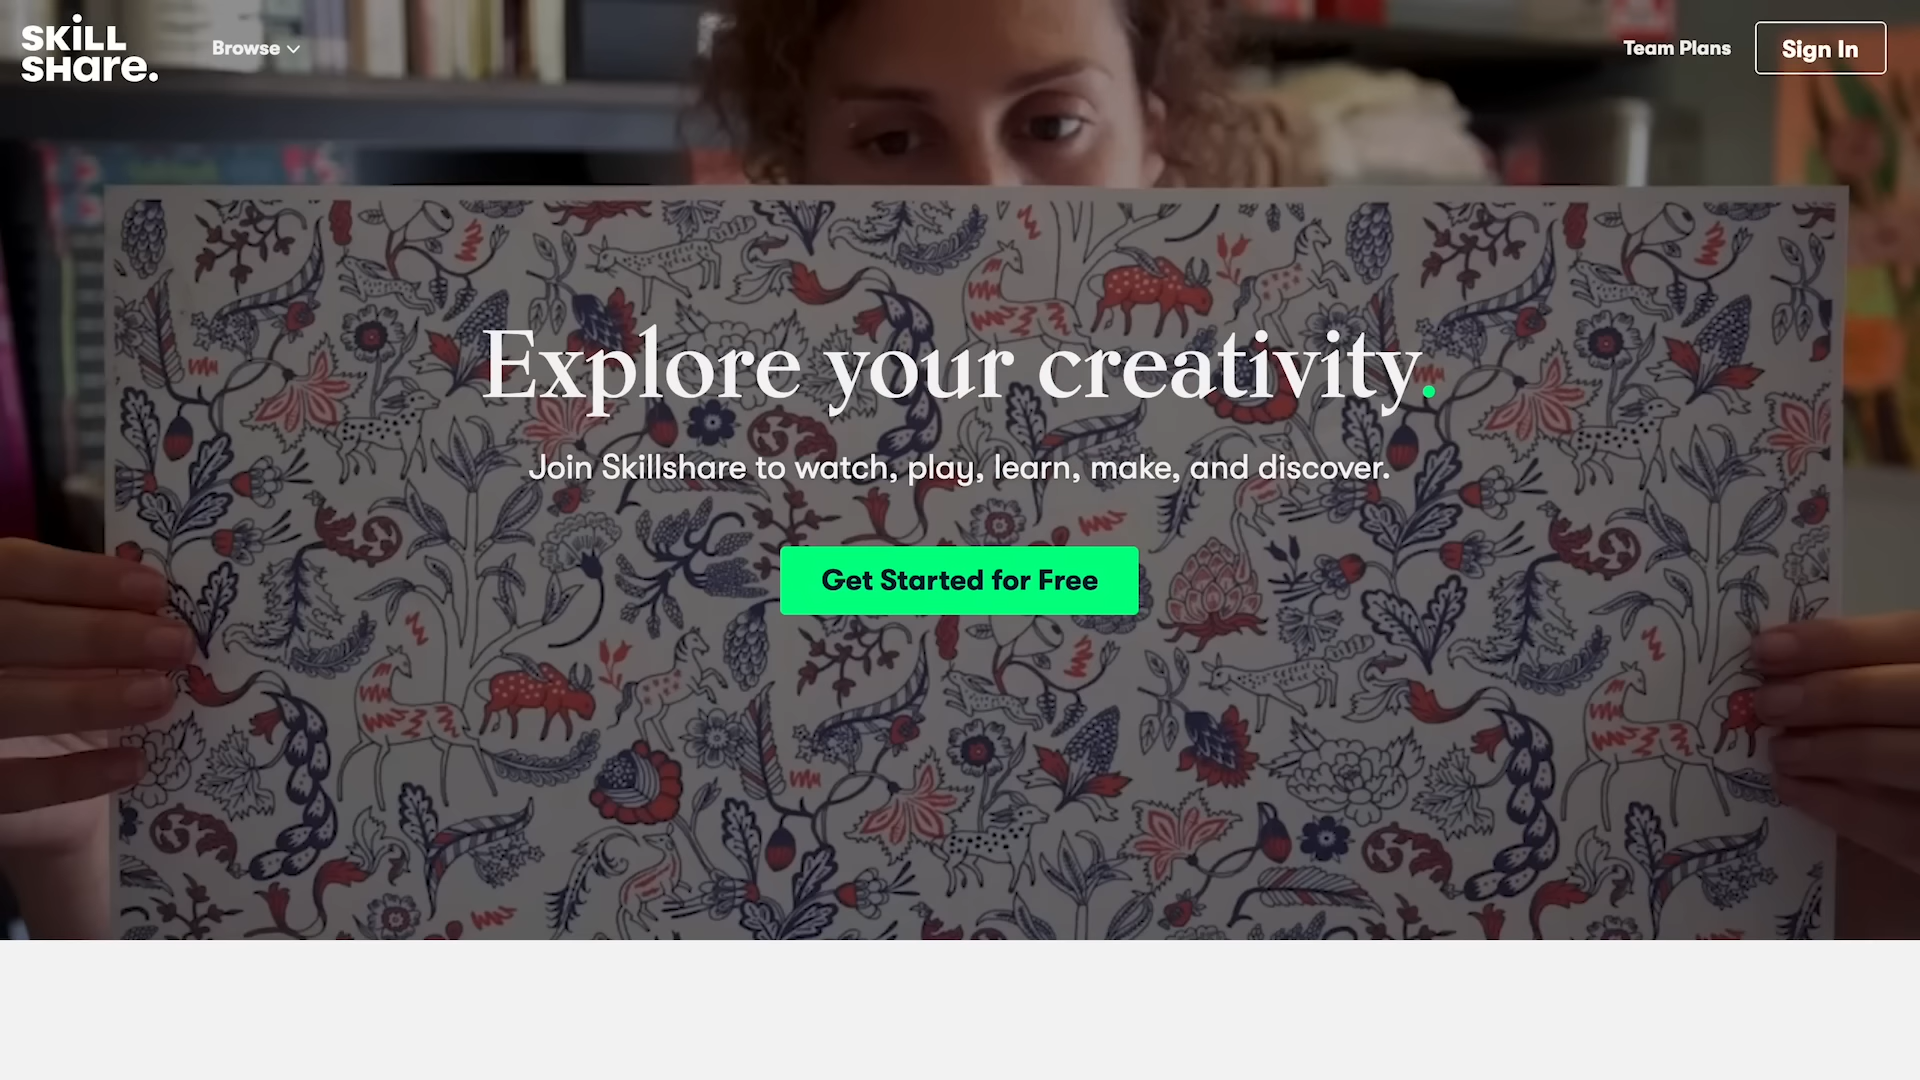 SKILL
SHare.
Browse
Team Plans
Sign In
Explore your creativity.
Join Skillshare to watch, play, learn, make, and discover.
Get Started for Free